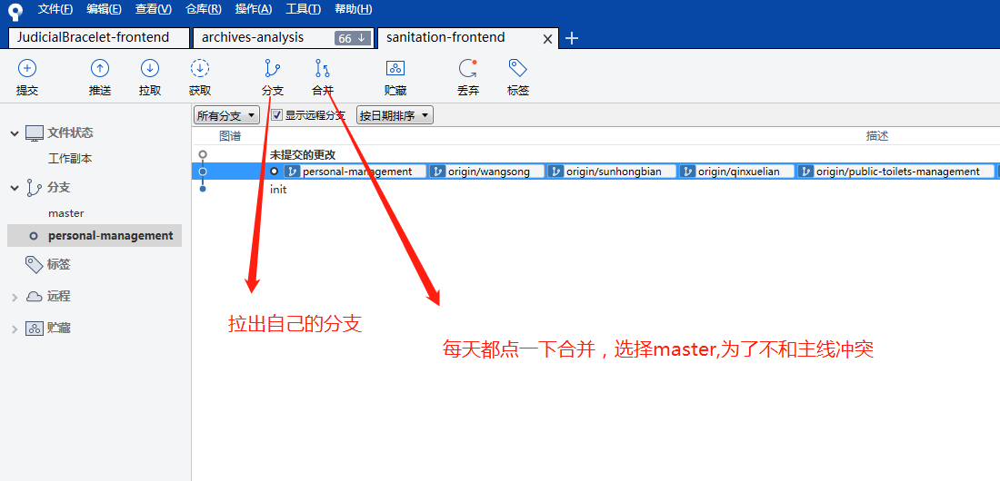 文件(F) 编辑(E) 查看(V) 仓库(R) 操作(A) 工具(T) 帮助(H)
JudicialBracelet-frontend archives-analysis 66 sanitation-frontend
提交 推送 拉取 获取 分支 合并 贮藏 丢弃 标签
所有分支 显示远程分支 按日期排序
图谱 描述
文件状态
工作副本
分支
master
personal-management
标签
远程
贮藏
未提交的更改
personal-management origin/wangsong origin/sunhongbian origin/qinxuelian origin/public-toilets-management
init
拉出自己的分支
每天都点一下合并，选择master,为了不和主线冲突